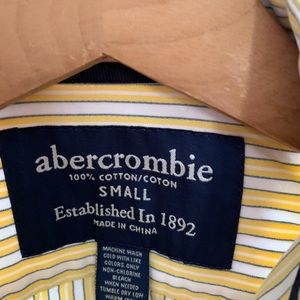 abercrombie
100% COTTON/COTON
SMALL
Established In 1892
MADE IN CHINA
MACHINE WASH
COLD WITH LIKE
COLORS, ONLY
NON-CHLORINE
BLEACH
WHEN NEEDED
TUMBLE DRY LOW